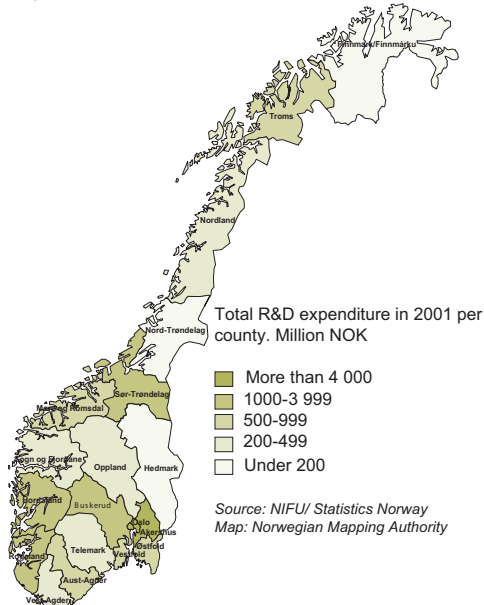 Finnmark/Finnmárku
Troms
Nordland
Nord-Trøndelag
Total R&D expenditure in 2001 per
county. Million NOK
More than 4 000
1000-3 999
500-999
200-499
Under 200
Source: NIFU/ Statistics Norway
Map: Norwegian Mapping Authority
Sør-Trøndelag
Møre og Romsdal
Sogn og Fjordane
Oppland
Hedmark
Hordaland
Buskerud
Oslo
Akershus
Rogaland
Telemark
Vestfold
Østfold
Aust-Agder
Vest-Agder